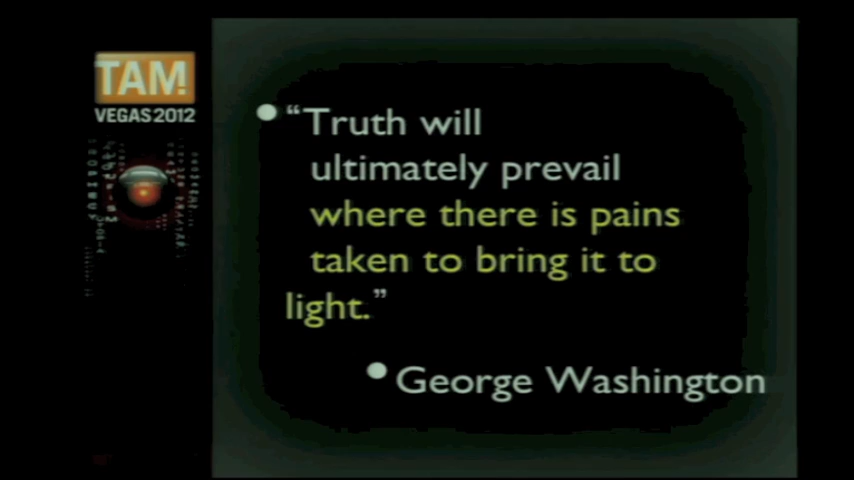 TAM!
VEGAS 2012
• “Truth will
ultimately prevail
where there is pains
taken to bring it to
light.”
• George Washington